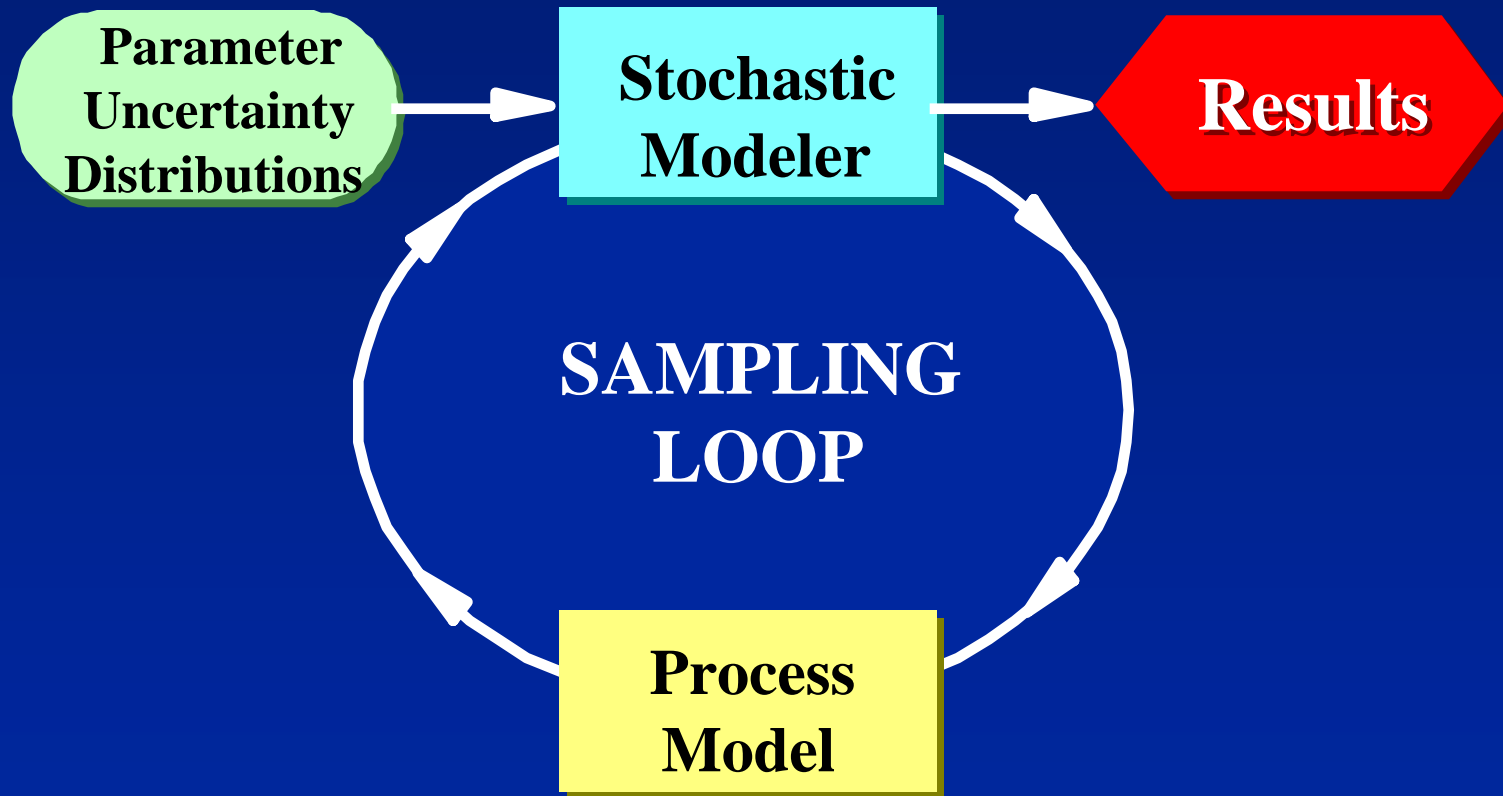 Parameter
Uncertainty
Distributions
Stochastic
Modeler
Results
SAMPLING
LOOP
Process
Model